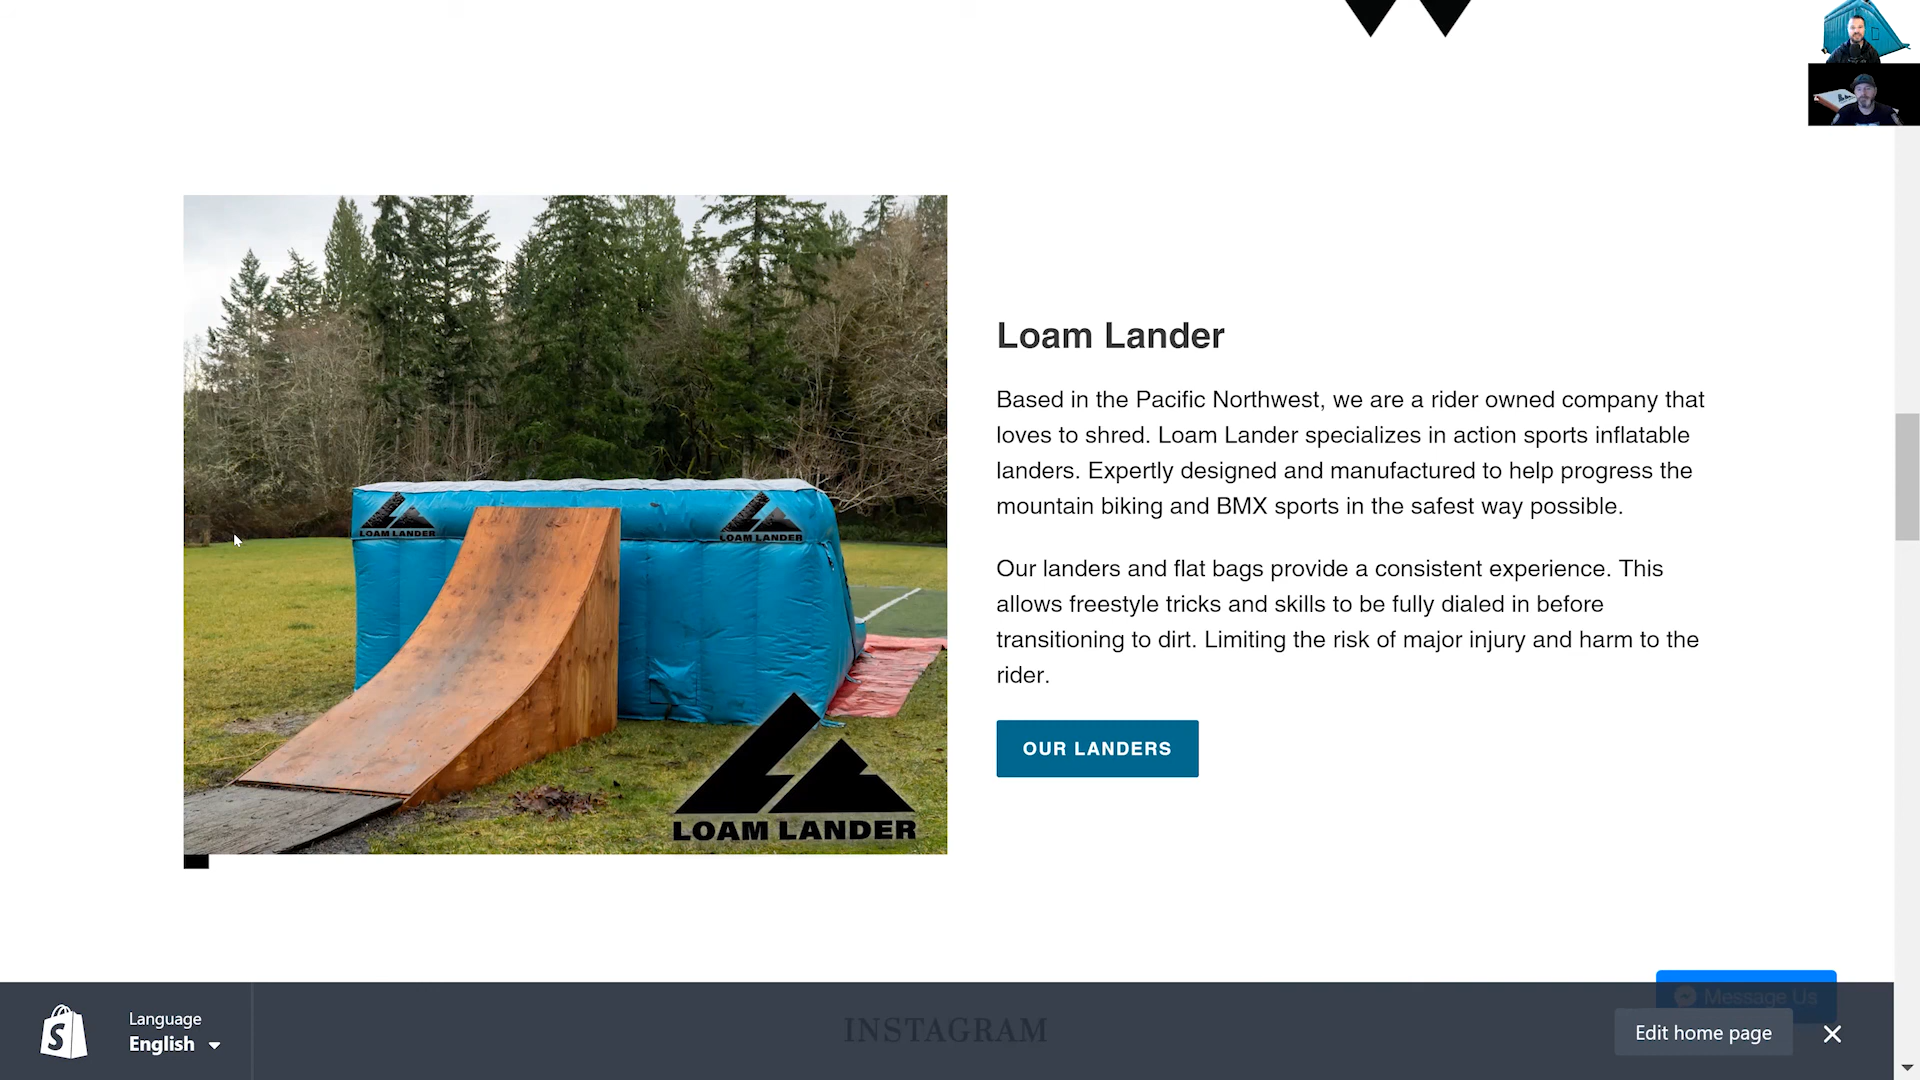 LOAM LANDER
LOAM LANDER
LOAM LANDER
Loam Lander
Based in the Pacific Northwest, we are a rider owned company that
loves to shred. Loam Lander specializes in action sports inflatable
landers. Expertly designed and manufactured to help progress the
mountain biking and BMX sports in the safest way possible.
Our landers and flat bags provide a consistent experience. This
allows freestyle tricks and skills to be fully dialed in before
transitioning to dirt. Limiting the risk of major injury and harm to the
rider.
OUR LANDERS
Message Us
Language
English
INSTAGRAM
Edit home page